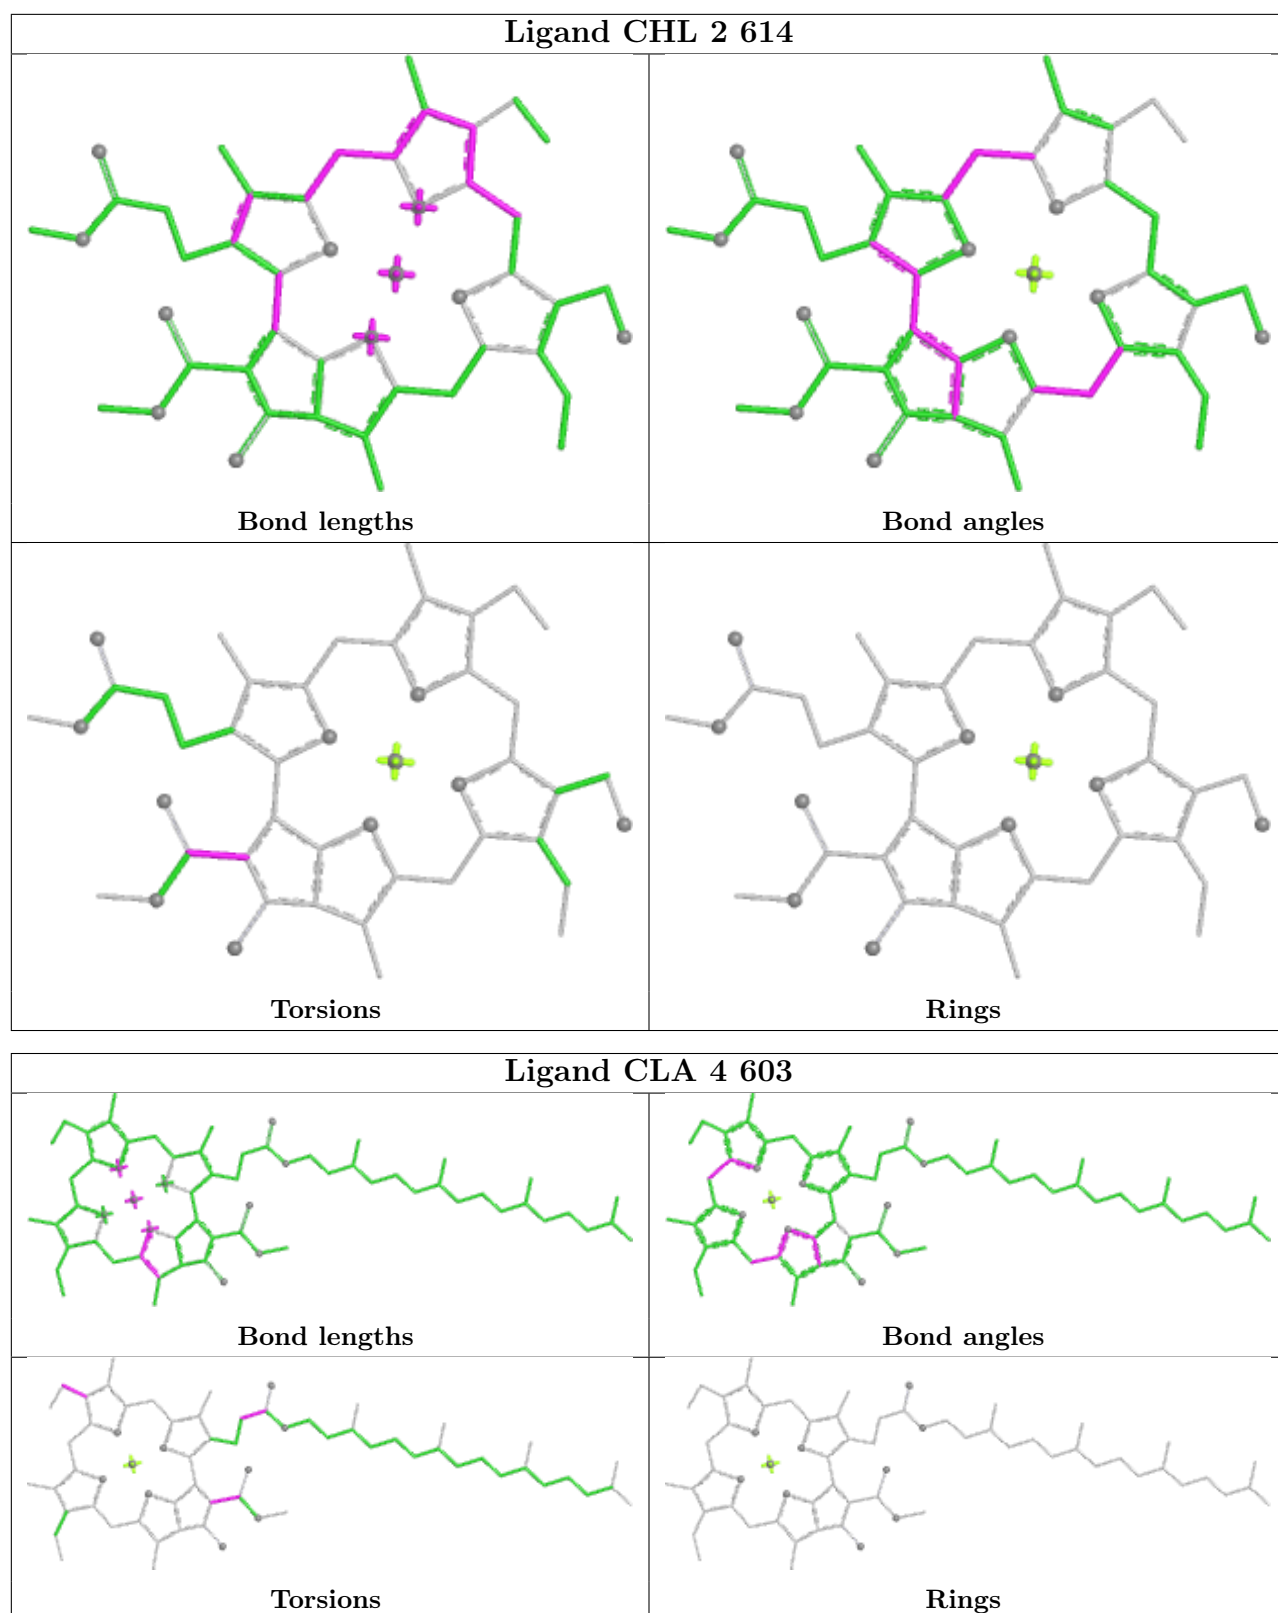 Ligand CHL 2 614
Bond lengths
Bond angles
Torsions
Rings
Ligand CLA 4 603
Bond lengths
Bond angles
Torsions
Rings